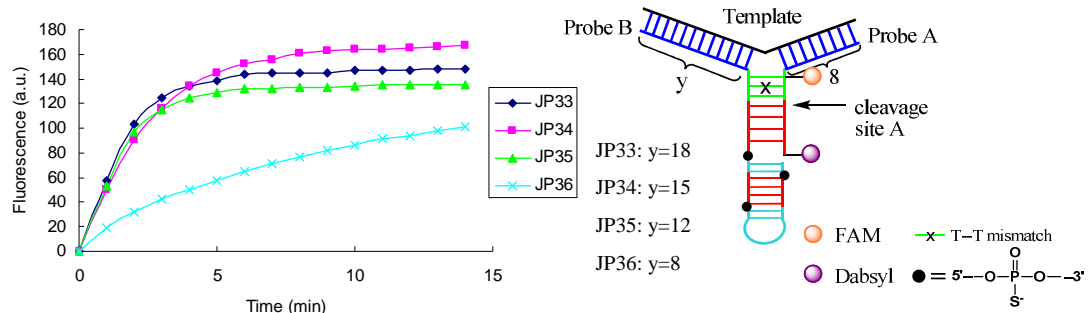 Fluorescence (a.u.)
180
160
140
120
100
80
60
40
20
0
0 5 10 15
Time (min)
JP33
JP34
JP35
JP36
Template
Probe B
Probe A
y
8
X
cleavage
site A
JP33: y=18
JP34: y=15
JP35: y=12
JP36: y=8
FAM
X T–T mismatch
Dabsyl
= 5'–O–P–O–3'
O
S-